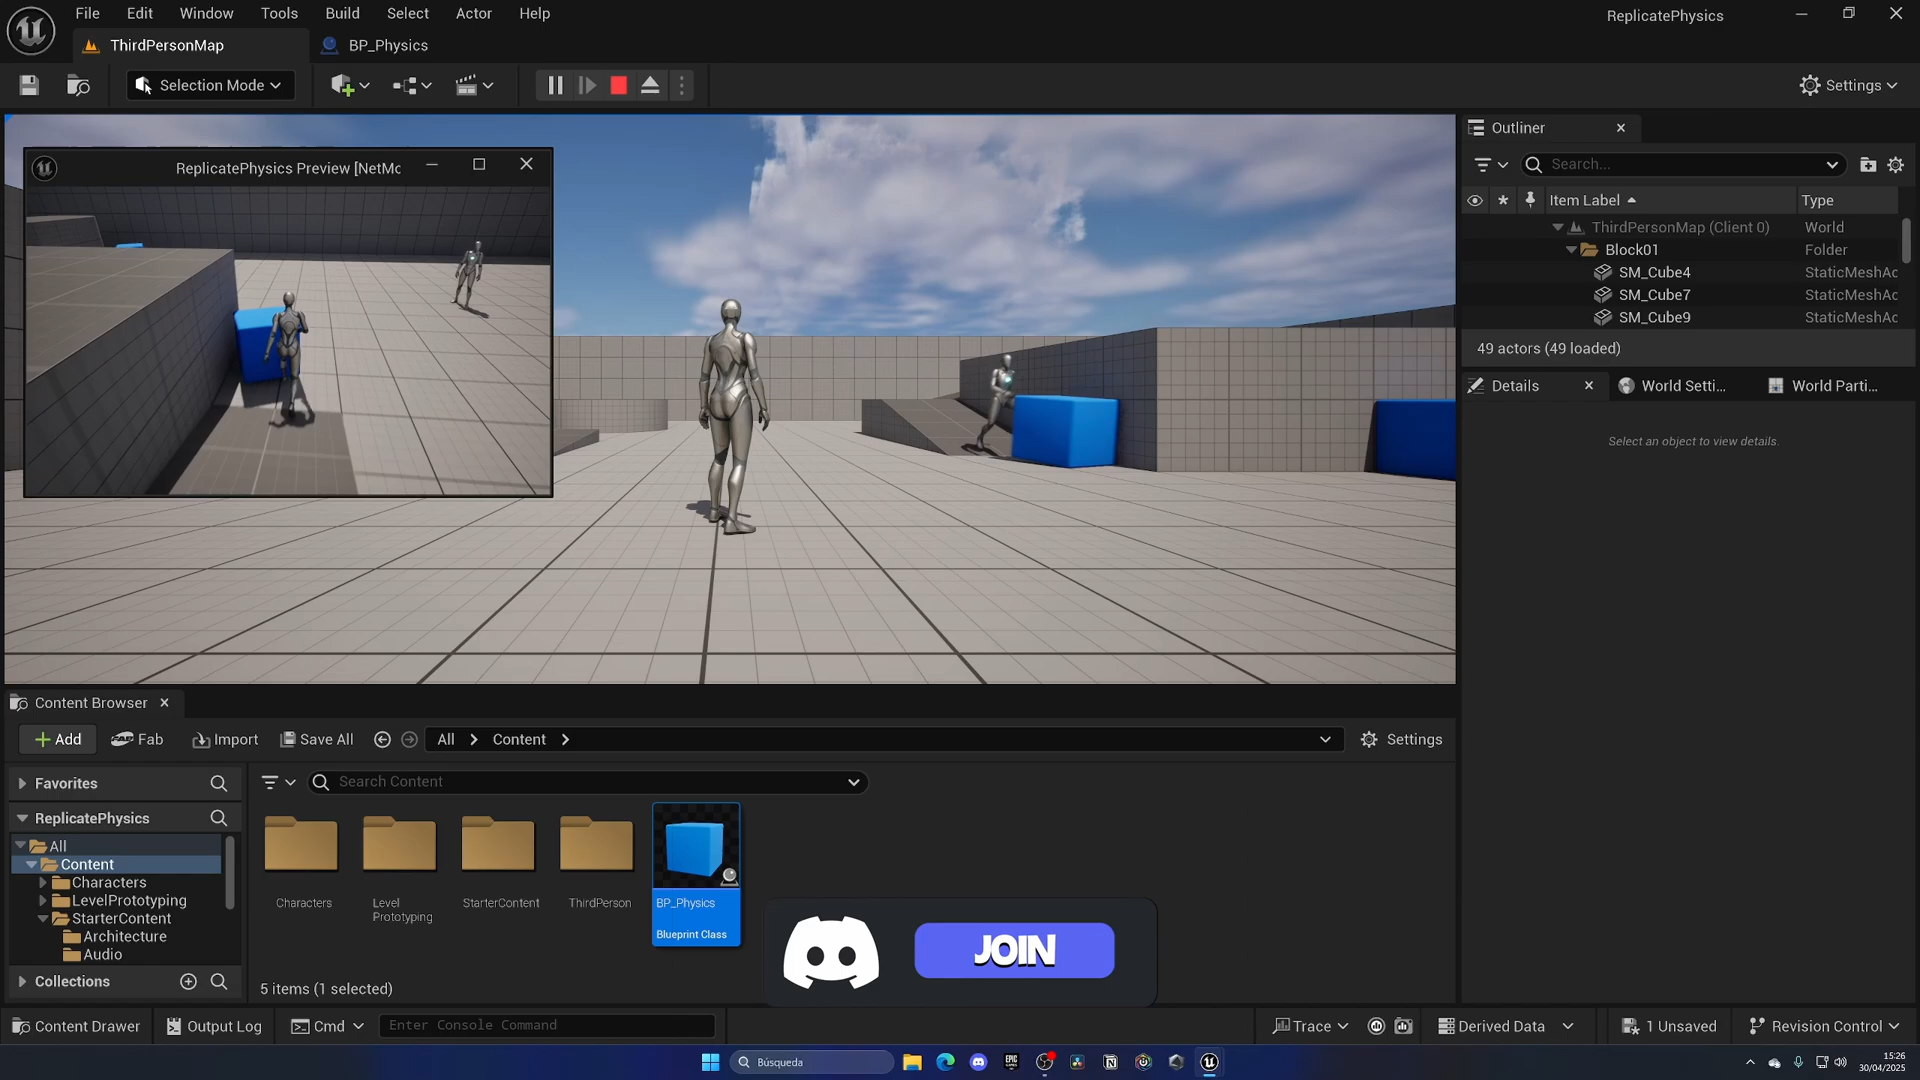 File Edit Window Tools Build Select Actor Help
ReplicatePhysics
ThirdPersonMap
BP_Physics
Selection Mode
Settings
ReplicatePhysics Preview [NetMo
Outliner
Search...
Item Label
Type
ThirdPersonMap (Client 0) World
Block01 Folder
SM_Cube4 StaticMeshAc
SM_Cube7 StaticMeshAc
SM_Cube9 StaticMeshAc
49 actors (49 loaded)
Details
World Setti...
World Parti...
Select an object to view details.
Content Browser
Add
Fab
Import
Save All
All
Content
Settings
Favorites
Search Content
ReplicatePhysics
All
Content
Characters
LevelPrototyping
StarterContent
Architecture
Audio
Collections
Characters
Level
Prototyping
StarterContent
ThirdPerson
BP_Physics
Blueprint Class
JOIN
5 items (1 selected)
Content Drawer
Output Log
Cmd
Enter Console Command
Trace
Derived Data
1 Unsaved
Revision Control
Búsqueda
EPIC
15:26
30/04/2025